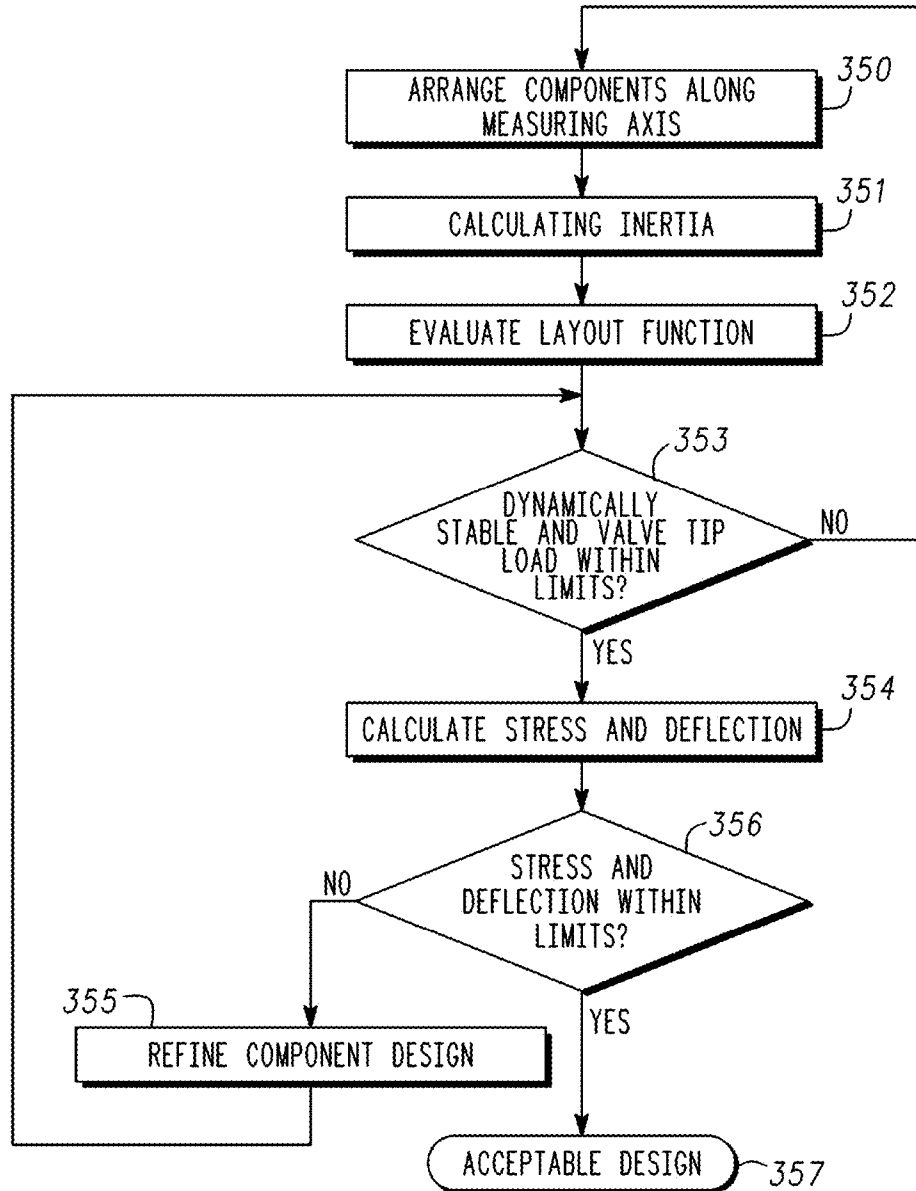 350
ARRANGE COMPONENTS ALONG
MEASURING AXIS
351
CALCULATING INERTIA
352
EVALUATE LAYOUT FUNCTION
353
DYNAMICALLY
STABLE AND VALVE TIP
LOAD WITHIN
LIMITS?
NO
YES
354
CALCULATE STRESS AND DEFLECTION
356
STRESS AND
DEFLECTION WITHIN
LIMITS?
NO
YES
355
REFINE COMPONENT DESIGN
ACCEPTABLE DESIGN
357